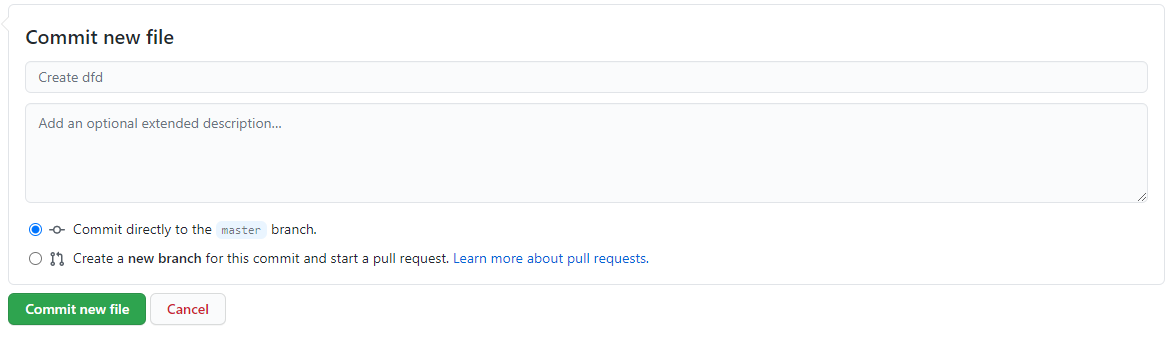 Commit new file
Create dfd
Add an optional extended description...
Commit directly to the master branch.
Create a new branch for this commit and start a pull request. Learn more about pull requests.
Commit new file Cancel